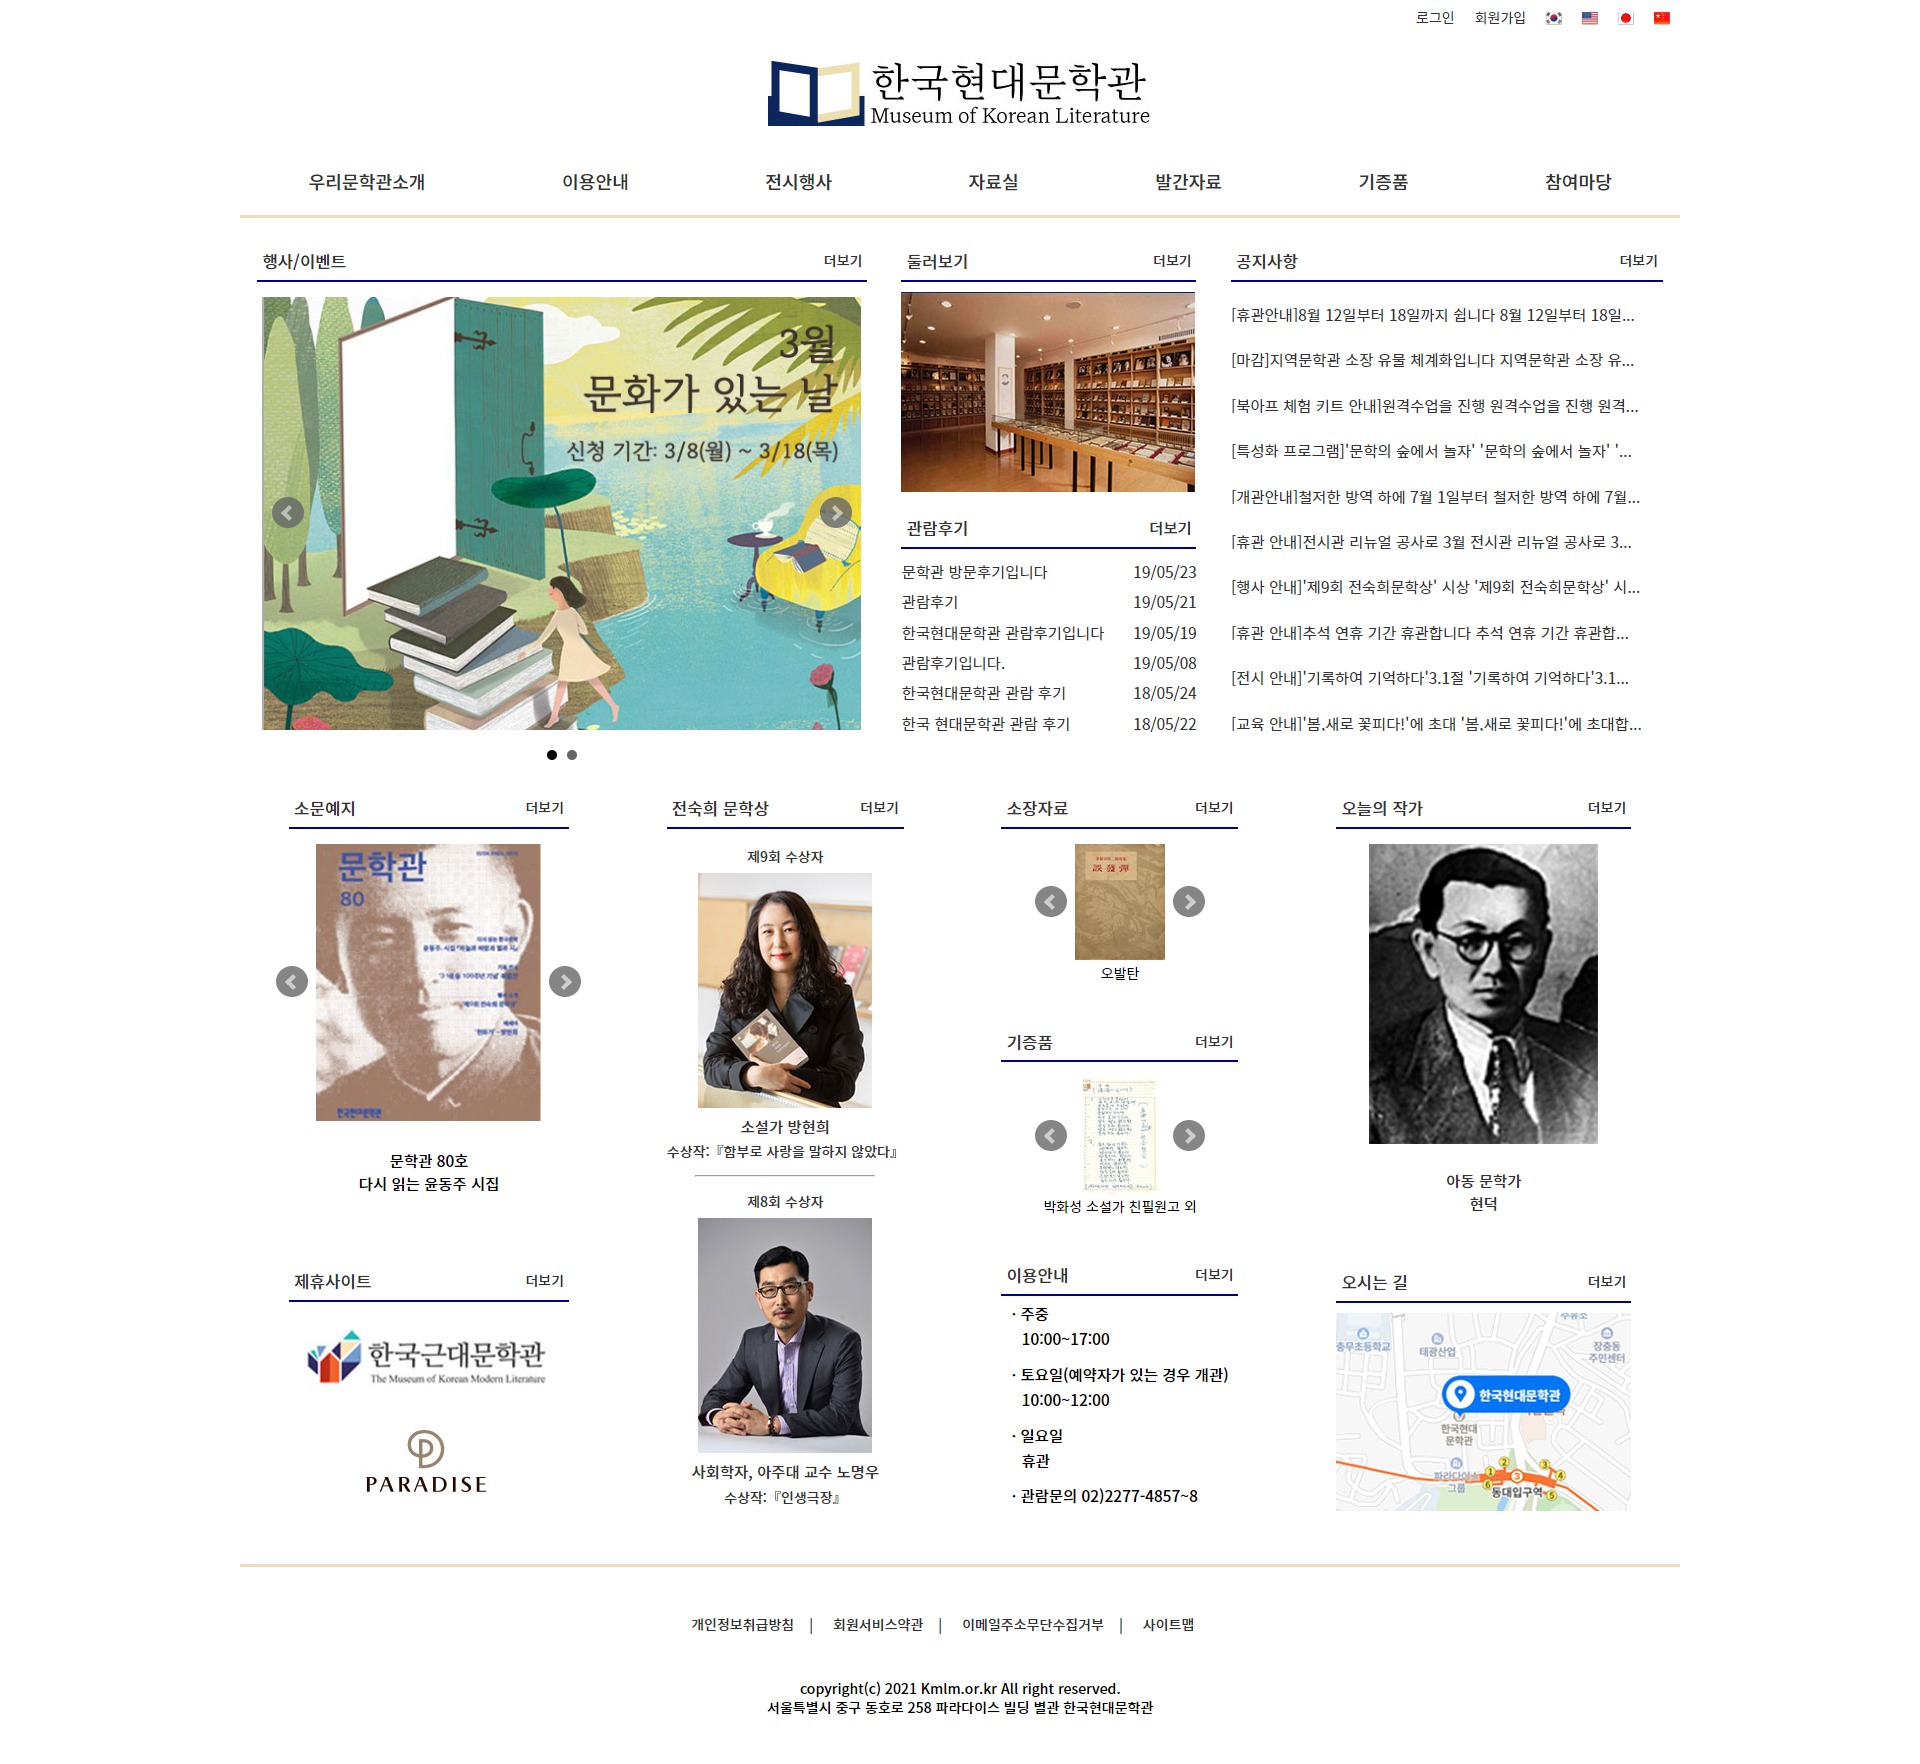 로그인 회원가입
한국현대문학관
Museum of Korean Literature
우리문학관소개 이용안내 전시행사 자료실 발간자료 기증품 참여마당
행사/이벤트 더보기
3월
문화가 있는 날
신청 기간: 3/8(월) ~ 3/18(목)
둘러보기 더보기
관람후기 더보기
문학관 방문후기입니다 19/05/23
관람후기 19/05/21
한국현대문학관 관람후기입니다 19/05/19
관람후기입니다. 19/05/08
한국현대문학관 관람 후기 18/05/24
한국 현대문학관 관람 후기 18/05/22
공지사항 더보기
[휴관안내]8월 12일부터 18일까지 쉽니다 8월 12일부터 18일...
[마감]지역문학관 소장 유물 체계화입니다 지역문학관 소장 유...
[북아프 체험 키트 안내]원격수업을 진행 원격수업을 진행 원격...
[특성화 프로그램]'문학의 숲에서 놀자' '문학의 숲에서 놀자' '...
[개관안내]철저한 방역 하에 7월 1일부터 철저한 방역 하에 7월...
[휴관 안내]전시관 리뉴얼 공사로 3월 전시관 리뉴얼 공사로 3...
[행사 안내]'제9회 전숙희문학상' 시상 '제9회 전숙희문학상' 시...
[휴관 안내]추석 연휴 기간 휴관합니다 추석 연휴 기간 휴관합...
[전시 안내]'기록하여 기억하다'3.1절 '기록하여 기억하다'3.1...
[교육 안내]'봄,새로 꽃피다!'에 초대 '봄,새로 꽃피다!'에 초대합...
소문예지 더보기
문학관
80
한국현대문학관
문학관 80호
다시 읽는 윤동주 시집
제휴사이트 더보기
한국근대문학관
The Museum of Korean Modern Literature
PARADISE
전숙희 문학상 더보기
제9회 수상자
소설가 방현희
수상작:『함부로 사랑을 말하지 않았다』
제8회 수상자
사회학자, 아주대 교수 노명우
수상작:『인생극장』
소장자료 더보기
誤發彈
오발탄
기증품 더보기
박화성 소설가 친필원고 외
이용안내 더보기
· 주중
10:00~17:00
· 토요일(예약자가 있는 경우 개관)
10:00~12:00
· 일요일
휴관
· 관람문의 02)2277-4857~8
오늘의 작가 더보기
아동 문학가
현덕
오시는 길 더보기
주유소
충무초등학교
태광산업
장충동
주민센터
한국현대문학관
한국현대
문학관
파라다이스
그룹
1 2 3 3 4 5 6
동대입구역
개인정보취급방침 | 회원서비스약관 | 이메일주소무단수집거부 | 사이트맵
copyright(c) 2021 Kmlm.or.kr All right reserved.
서울특별시 중구 동호로 258 파라다이스 빌딩 별관 한국현대문학관